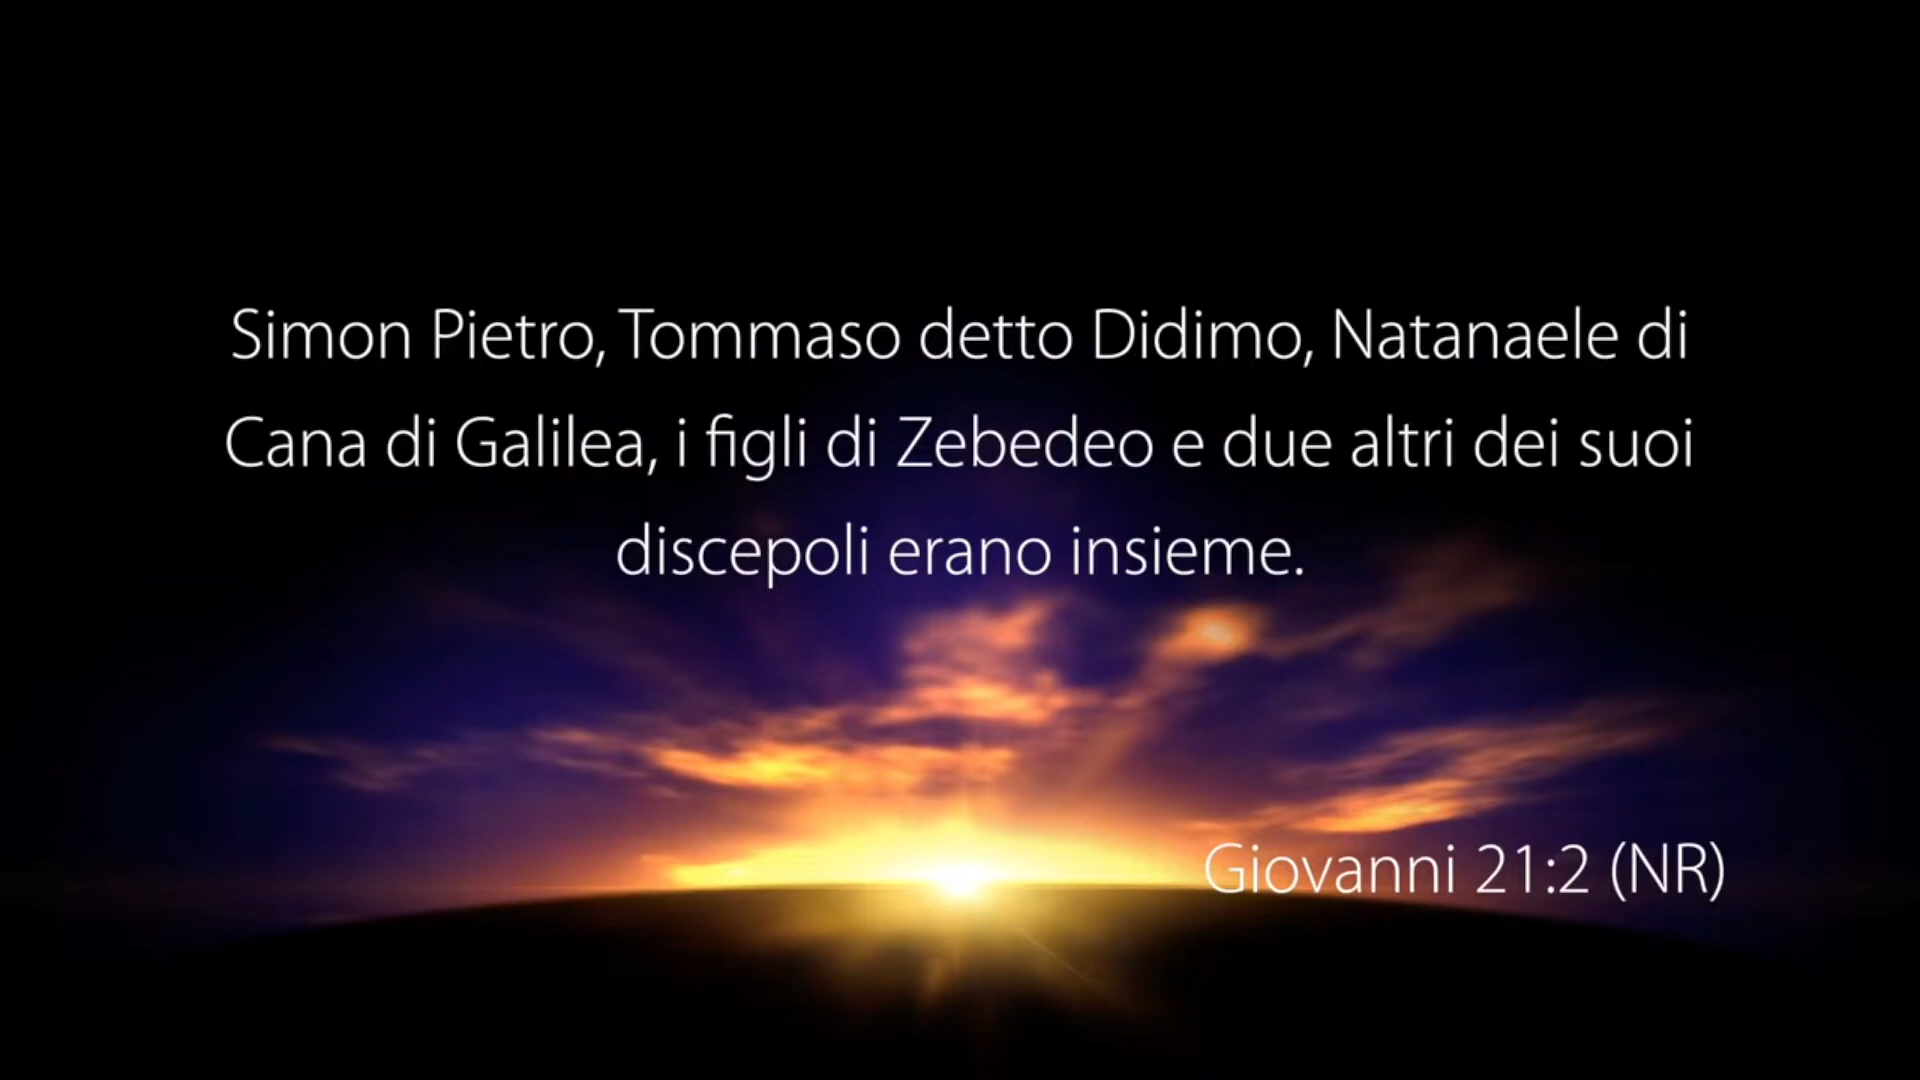 Simon Pietro, Tommaso detto Didimo, Natanaele di
Cana di Galilea, i figli di Zebedeo e due altri dei suoi
discepoli erano insieme.
Giovanni 21:2 (NR)